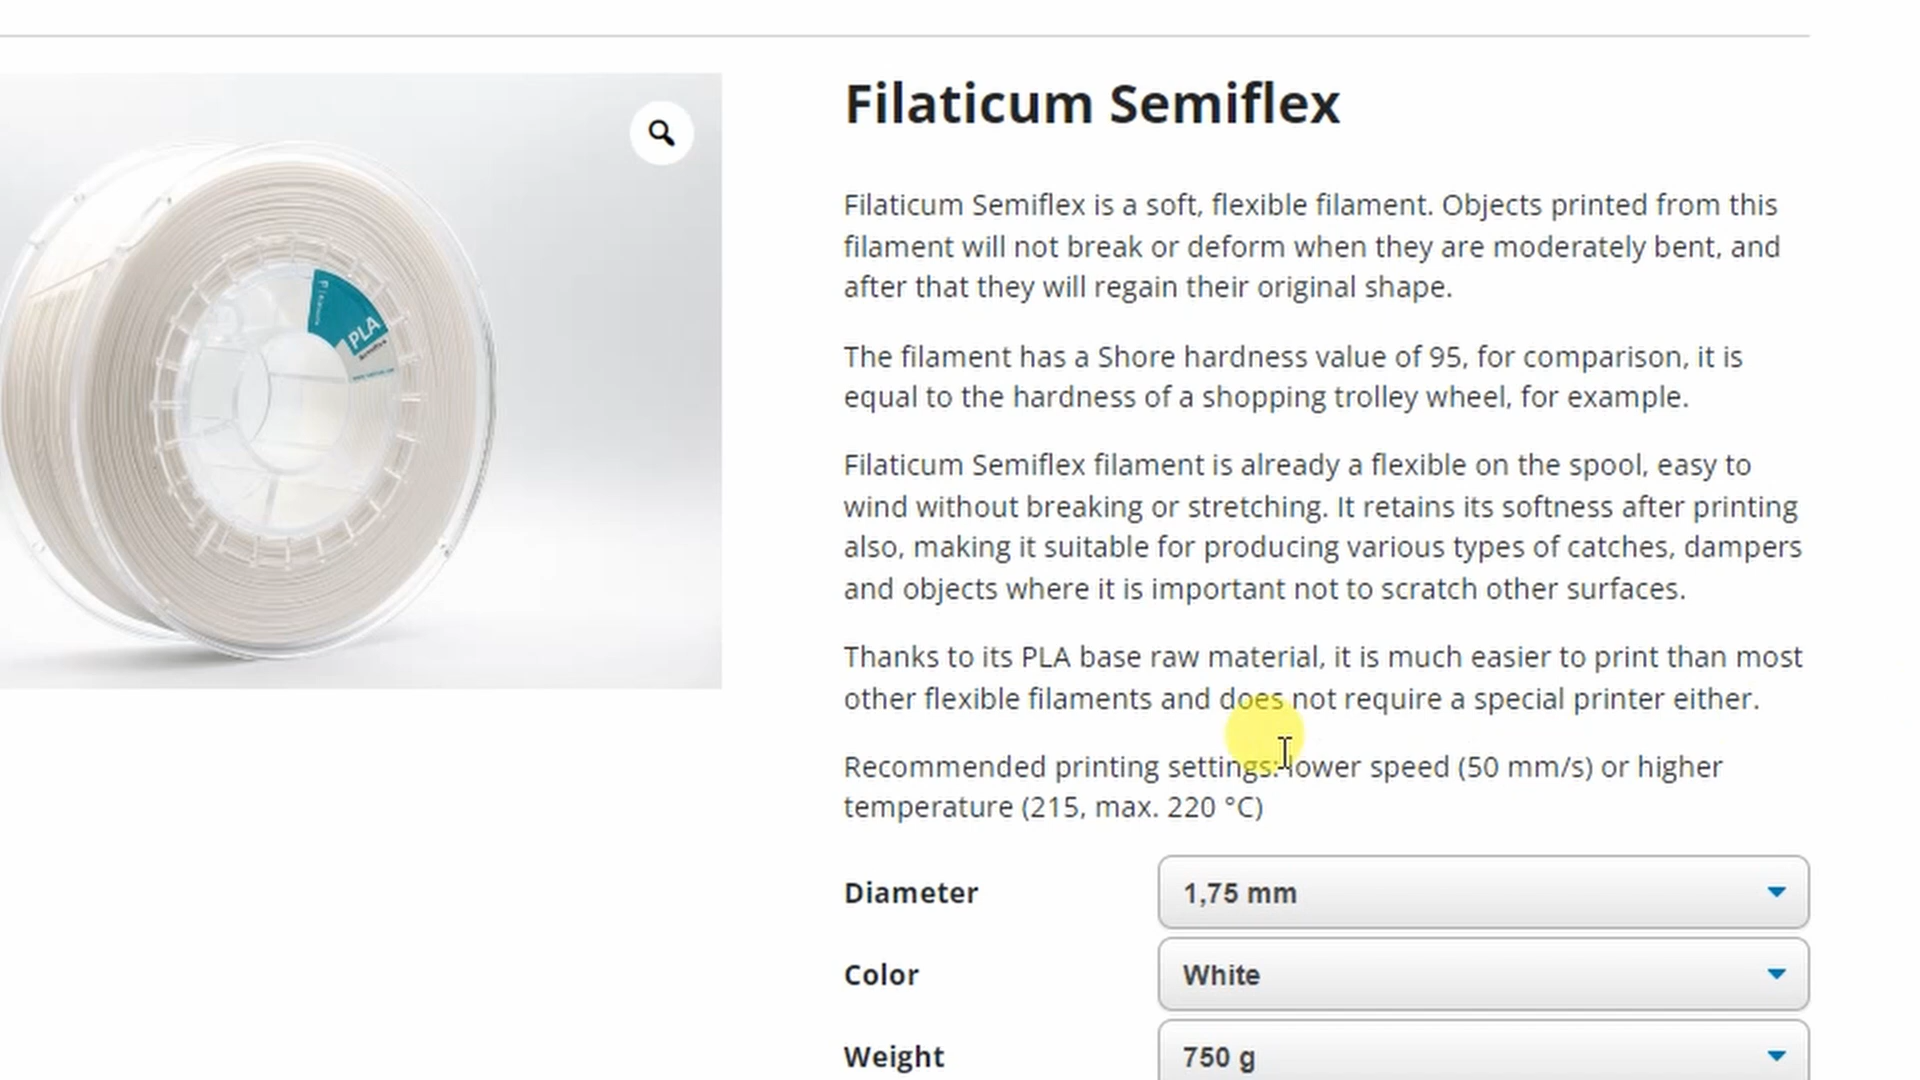 Filaticum Semiflex
Filaticum Semiflex is a soft, flexible filament. Objects printed from this
filament will not break or deform when they are moderately bent, and
after that they will regain their original shape.
The filament has a Shore hardness value of 95, for comparison, it is
equal to the hardness of a shopping trolley wheel, for example.
Filaticum Semiflex filament is already a flexible on the spool, easy to
wind without breaking or stretching. It retains its softness after printing
also, making it suitable for producing various types of catches, dampers
and objects where it is important not to scratch other surfaces.
Thanks to its PLA base raw material, it is much easier to print than most
other flexible filaments and does not require a special printer either.
Recommended printing settings: lower speed (50 mm/s) or higher
temperature (215, max. 220 °C)
Diameter
1,75 mm
Color
White
Weight
750 g
PLA